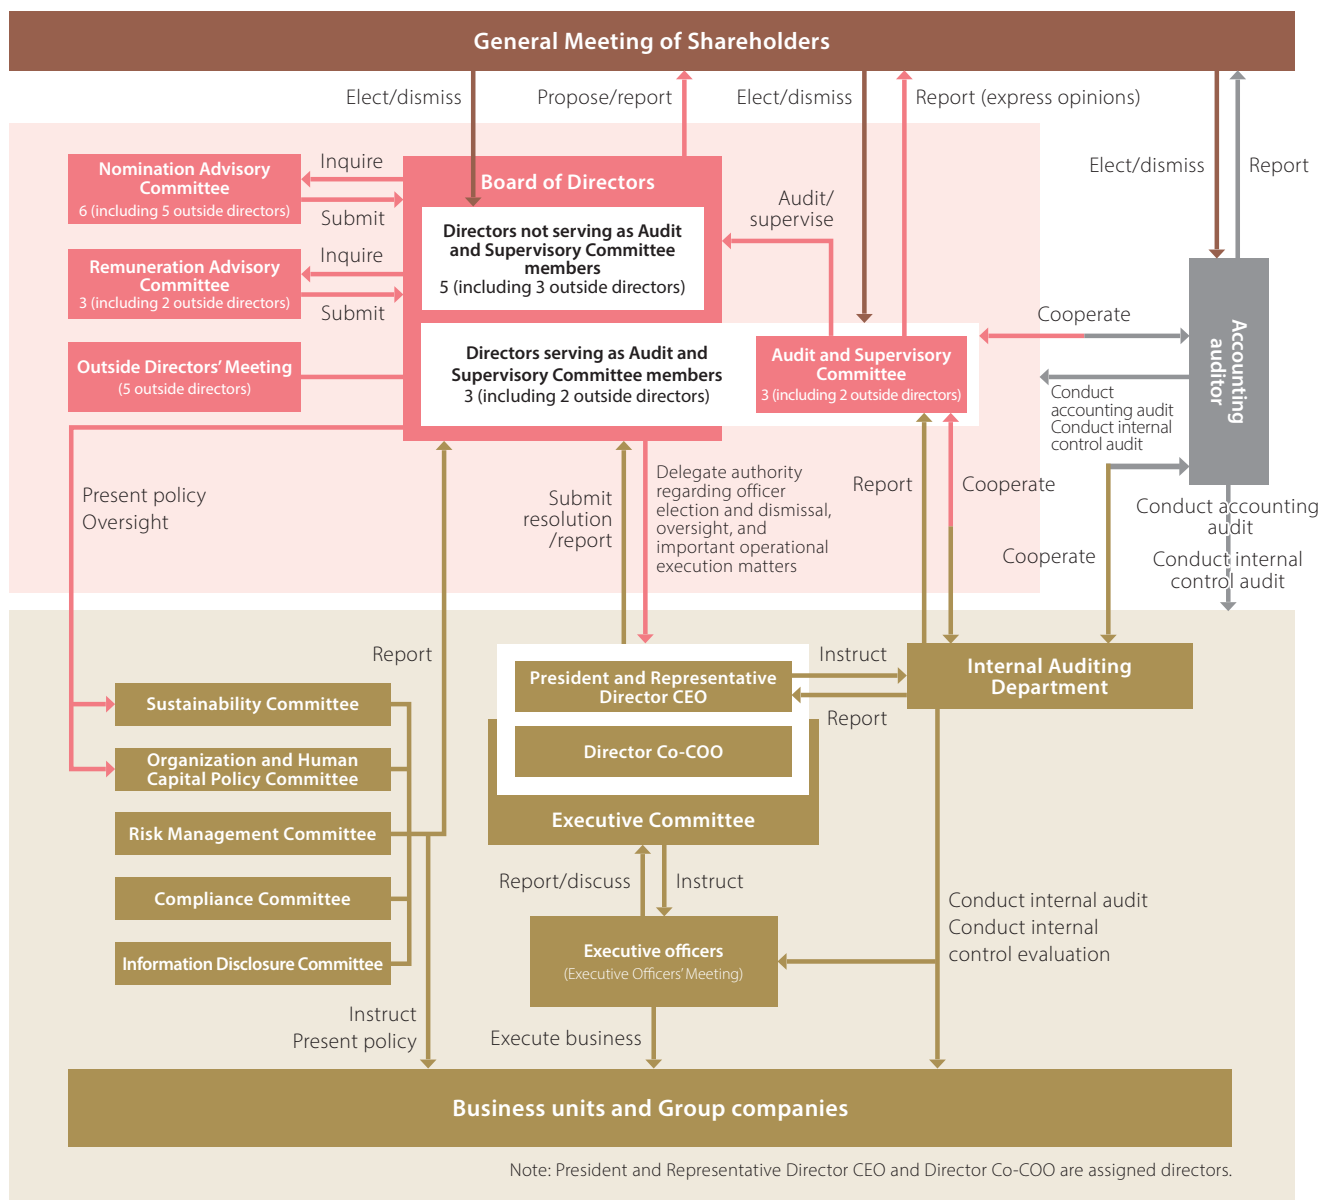 General Meeting of Shareholders
Elect/dismiss
Propose/report
Elect/dismiss
Report (express opinions)
Elect/dismiss
Report
Nomination Advisory
Committee
6 (including 5 outside directors)
Inquire
Submit
Remuneration Advisory
Committee
3 (including 2 outside directors)
Inquire
Submit
Outside Directors’ Meeting
(5 outside directors)
Board of Directors
Directors not serving as Audit
and Supervisory Committee
members
5 (including 3 outside directors)
Audit/
supervise
Directors serving as Audit and
Supervisory Committee members
3 (including 2 outside directors)
Audit and Supervisory
Committee
3 (including 2 outside directors)
Cooperate
Accounting
auditor
Conduct
accounting audit
Conduct internal
control audit
Present policy
Oversight
Submit
resolution
/report
Delegate authority
regarding officer
election and dismissal,
oversight, and
important operational
execution matters
Report
Cooperate
Cooperate
Conduct accounting
audit
Conduct internal
control audit
Report
President and Representative
Director CEO
Director Co-COO
Executive Committee
Instruct
Report
Internal Auditing
Department
Sustainability Committee
Organization and Human
Capital Policy Committee
Risk Management Committee
Compliance Committee
Information Disclosure Committee
Report/discuss
Instruct
Executive officers
(Executive Officers’ Meeting)
Conduct internal audit
Conduct internal
control evaluation
Instruct
Present policy
Execute business
Business units and Group companies
Note: President and Representative Director CEO and Director Co-COO are assigned directors.